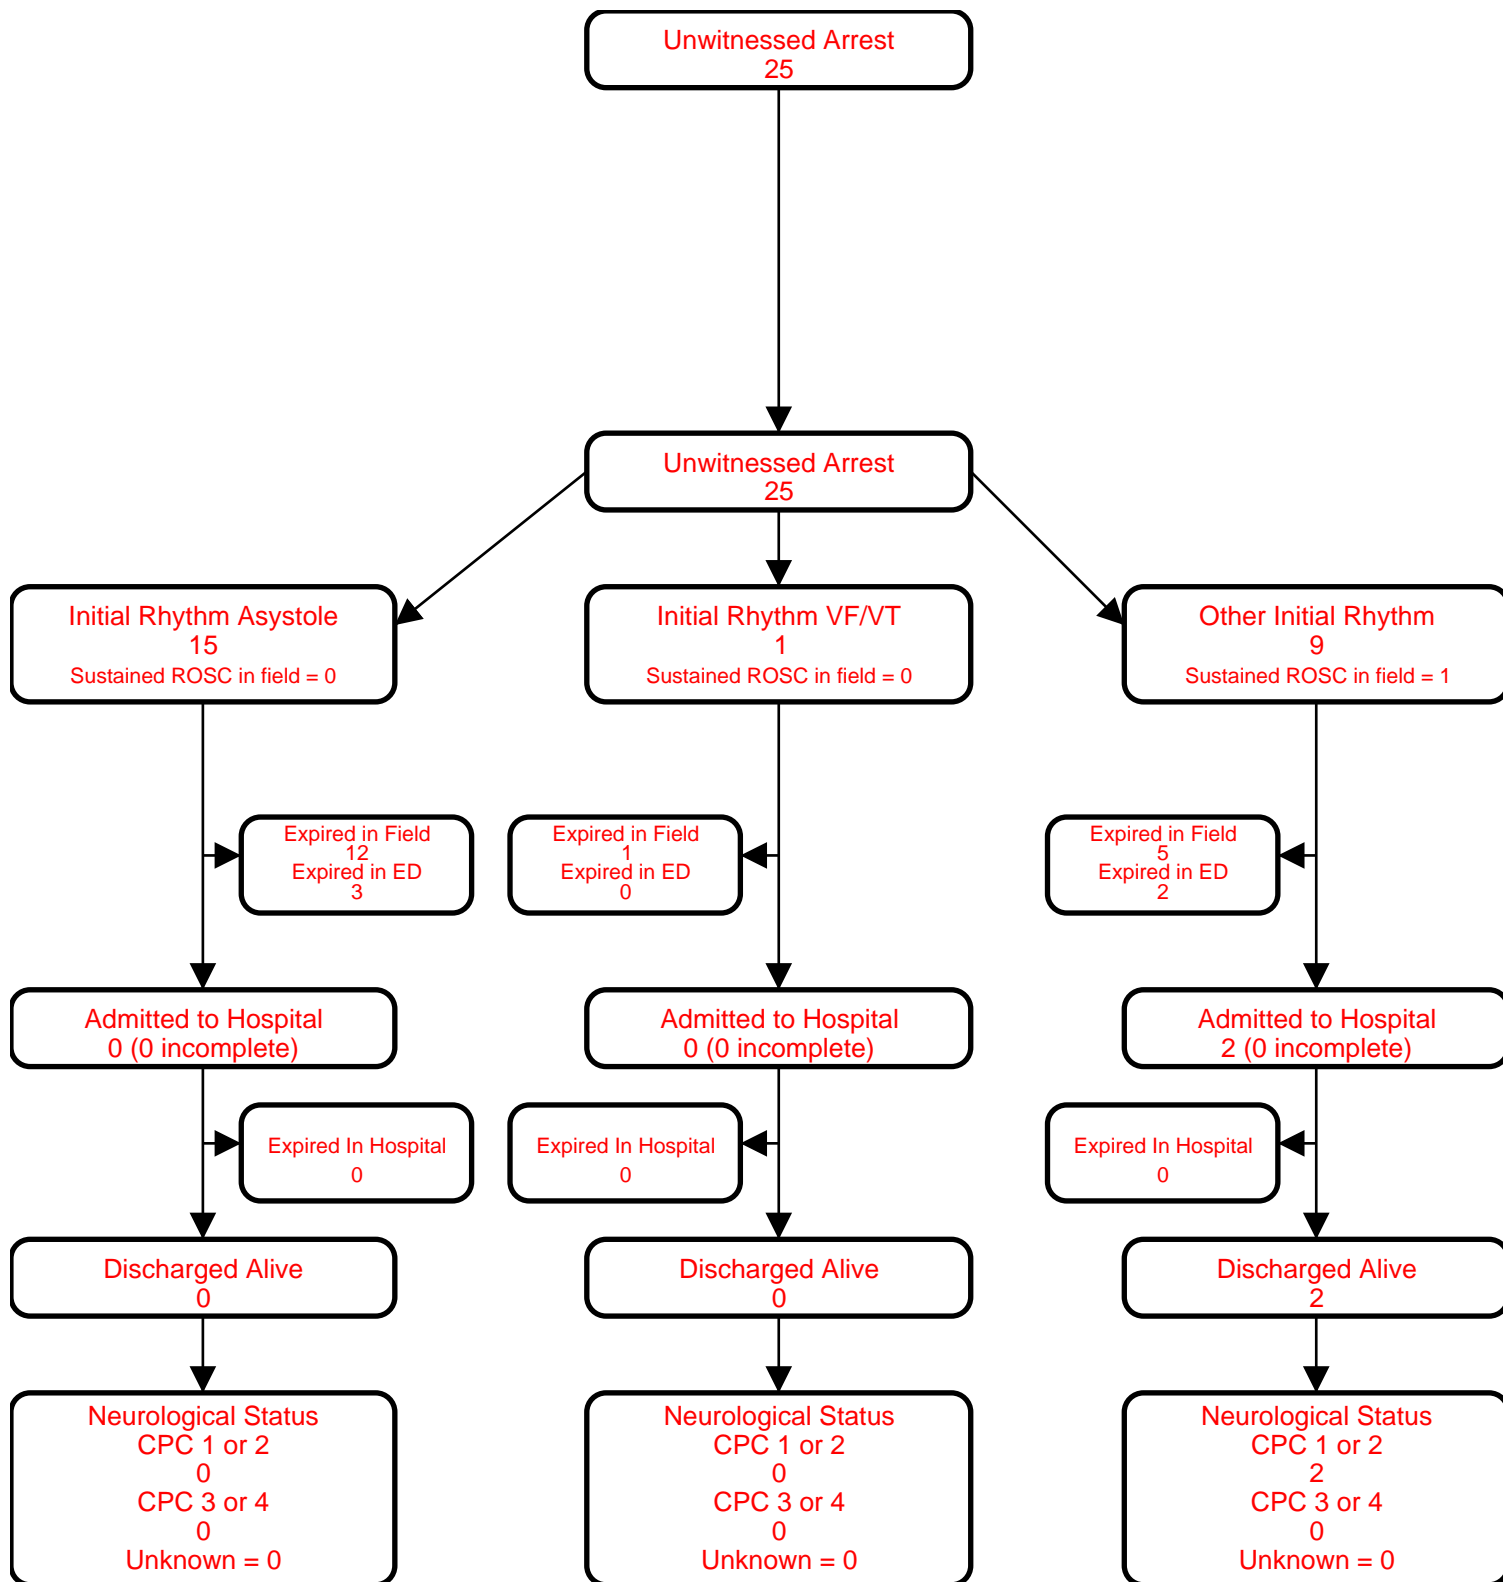 Unwitnessed Arrest
25
Unwitnessed Arrest
25
Initial Rhythm Asystole
15
Sustained ROSC in field = 0
Initial Rhythm VF/VT
1
Sustained ROSC in field = 0
Other Initial Rhythm
9
Sustained ROSC in field = 1
Expired in Field
12
Expired in ED
3
Expired in Field
1
Expired in ED
0
Expired in Field
5
Expired in ED
2
Admitted to Hospital
0 (0 incomplete)
Admitted to Hospital
0 (0 incomplete)
Admitted to Hospital
2 (0 incomplete)
Expired In Hospital
0
Expired In Hospital
0
Expired In Hospital
0
Discharged Alive
0
Discharged Alive
0
Discharged Alive
2
Neurological Status
CPC 1 or 2
0
CPC 3 or 4
0
Unknown = 0
Neurological Status
CPC 1 or 2
0
CPC 3 or 4
0
Unknown = 0
Neurological Status
CPC 1 or 2
2
CPC 3 or 4
0
Unknown = 0